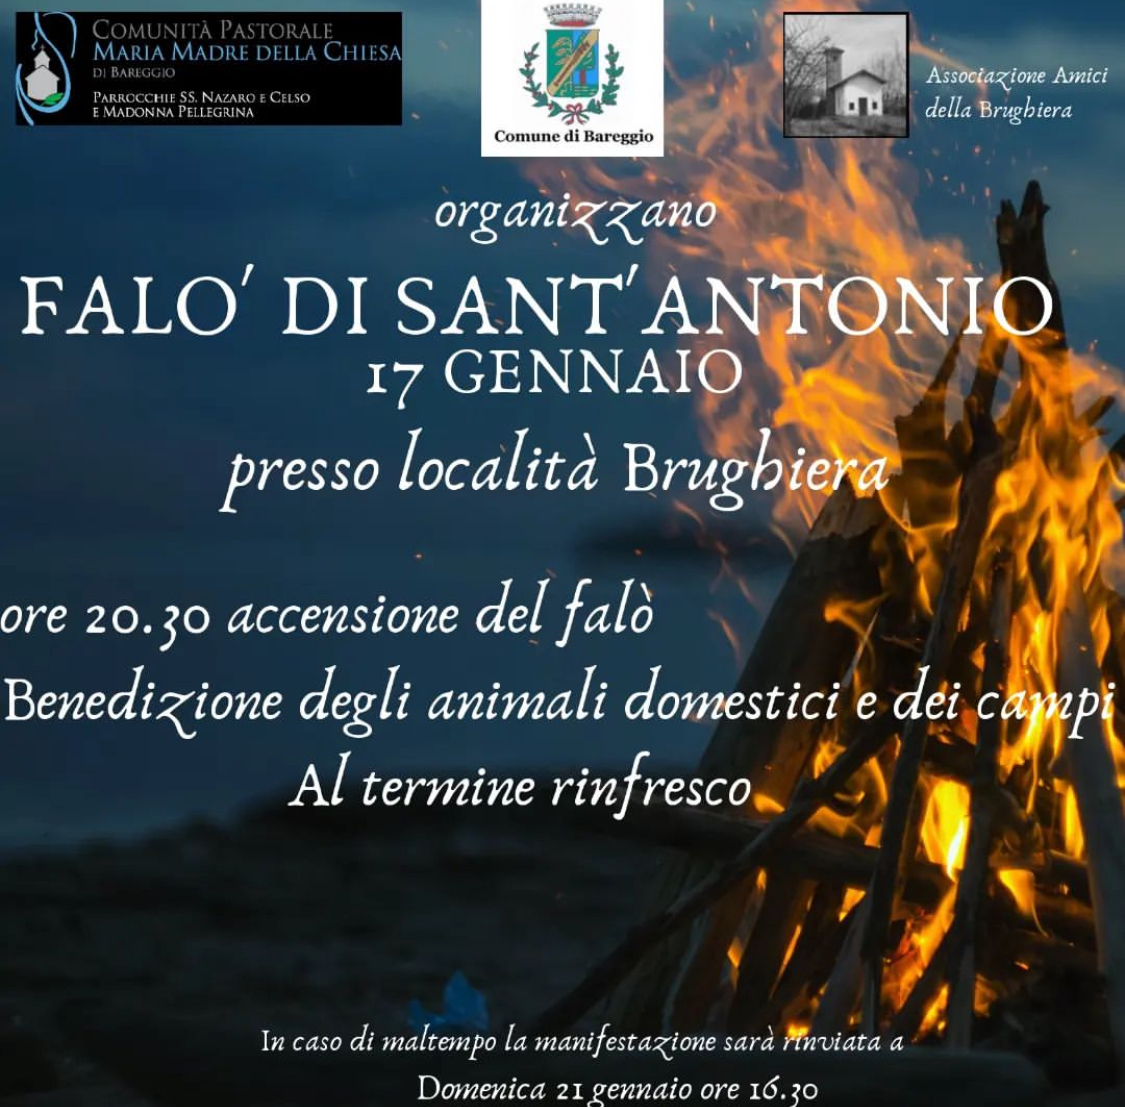 COMUNITÀ PASTORALE
MARIA MADRE DELLA CHIESA
DI BAREGGIO
PARROCCHIE SS. NAZARO E CELSO
E MADONNA PELLEGRINA
Comune di Bareggio
Associazione Amici
della Brughiera
organizzano
FALO' DI SANT'ANTONIO
17 GENNAIO
presso località Brughiera
ore 20.30 accensione del falò
Benedizione degli animali domestici e dei campi
Al termine rinfresco
In caso di maltempo la manifestazione sarà rinviata a
Domenica 21 gennaio ore 16.30